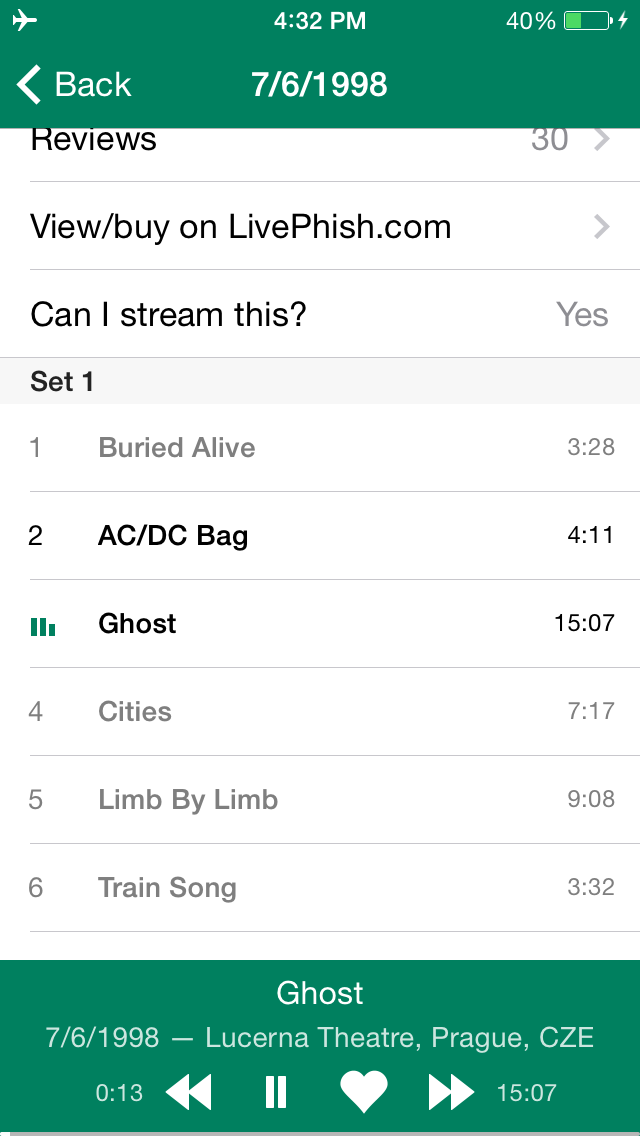 4:32 PM 40%
Back 7/6/1998
Reviews 30
View/buy on LivePhish.com
Can I stream this? Yes
Set 1
1 Buried Alive 3:28
2 AC/DC Bag 4:11
Ghost 15:07
4 Cities 7:17
5 Limb By Limb 9:08
6 Train Song 3:32
Ghost
7/6/1998 — Lucerna Theatre, Prague, CZE
0:13 15:07